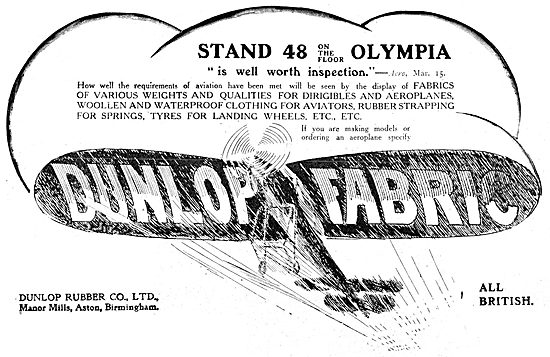 STAND 48 ON THE FLOOR OLYMPIA
"is well worth inspection."—Aero, Mar. 15.
How well the requirements of aviation have been met will be seen by the display of FABRICS
OF VARIOUS WEIGHTS AND QUALITIES FOR DIRIGIBLES AND AEROPLANES,
WOOLLEN AND WATERPROOF CLOTHING FOR AVIATORS, RUBBER STRAPPING
FOR SPRINGS, TYRES FOR LANDING WHEELS, ETC., ETC.
If you are making models or
ordering an aeroplane specify
DUNLOP FABRIC
DUNLOP RUBBER CO., LTD.,
Manor Mills, Aston, Birmingham.
ALL
BRITISH.